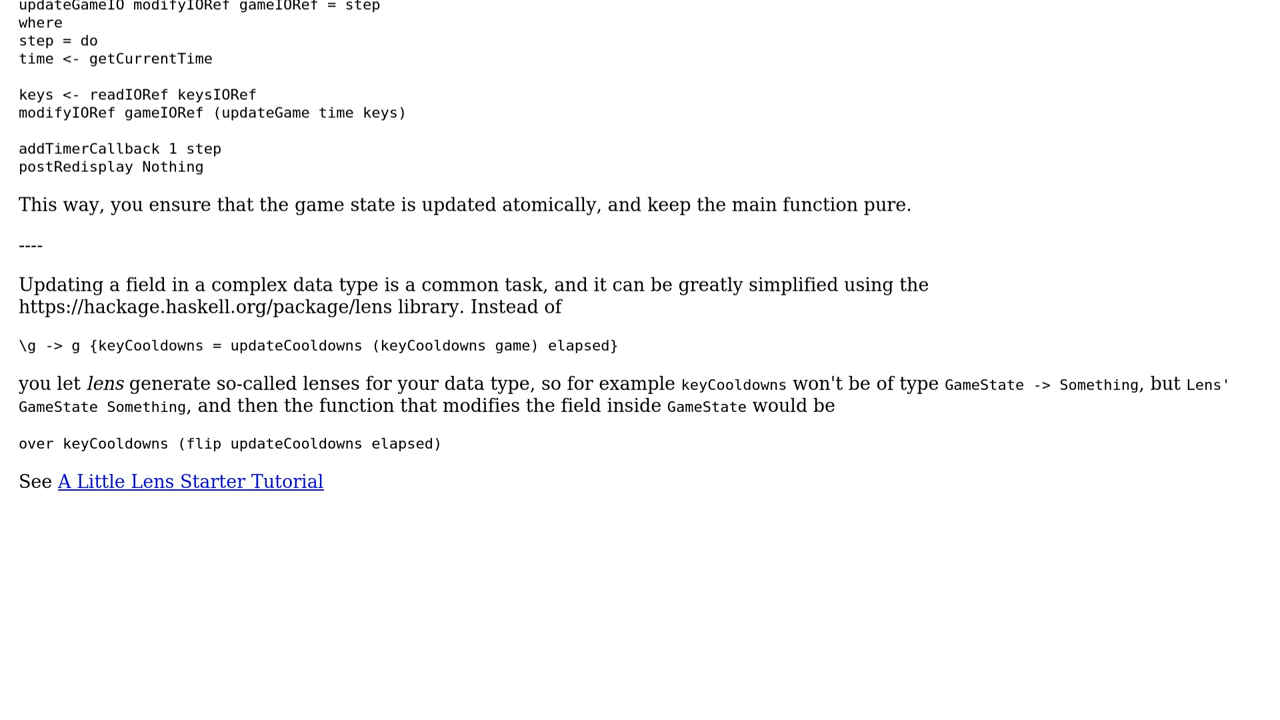 updateGameIO modifyIORef gameIORef = step
where
step = do
time <- getCurrentTime
keys <- readIORef keysIORef
modifyIORef gameIORef (updateGame time keys)
addTimerCallback 1 step
postRedisplay Nothing
This way, you ensure that the game state is updated atomically, and keep the main function pure.
----
Updating a field in a complex data type is a common task, and it can be greatly simplified using the
https://hackage.haskell.org/package/lens library. Instead of
\g -> g {keyCooldowns = updateCooldowns (keyCooldowns game) elapsed}
you let lens generate so-called lenses for your data type, so for example keyCooldowns won't be of type GameState -> Something, but Lens'
GameState Something, and then the function that modifies the field inside GameState would be
over keyCooldowns (flip updateCooldowns elapsed)
See A Little Lens Starter Tutorial